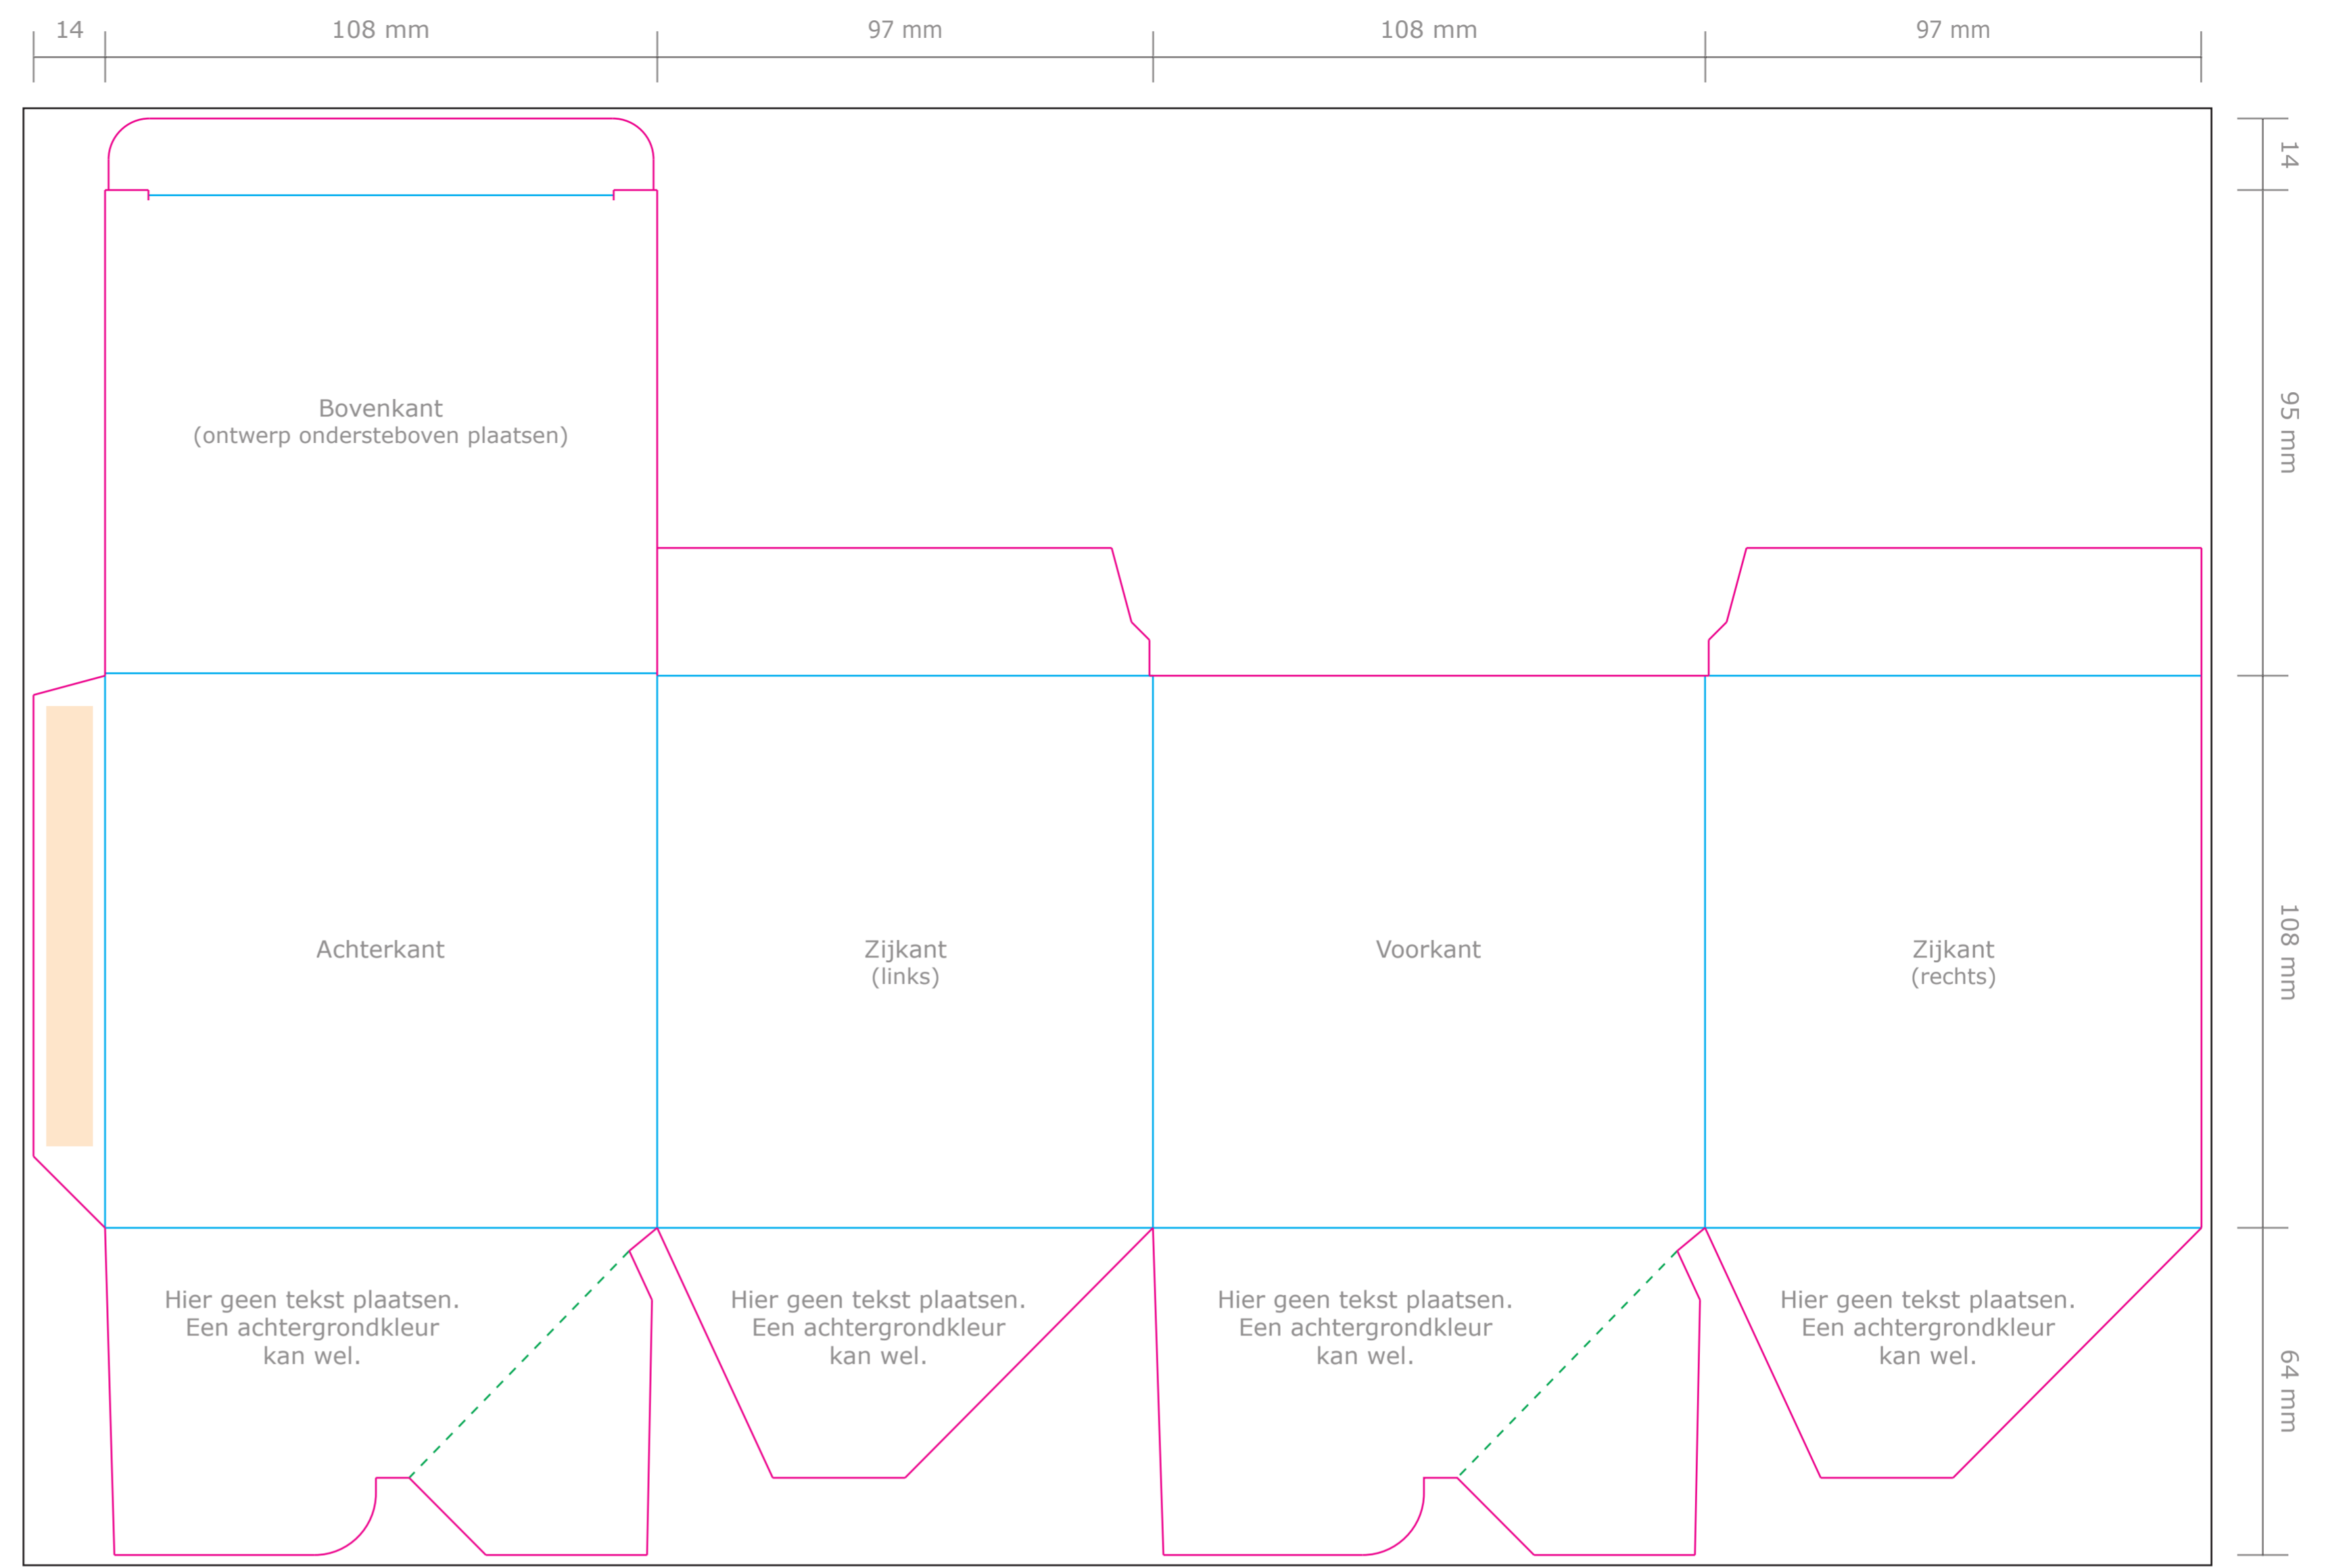 14
108 mm
97 mm
108 mm
97 mm
14
95 mm
108 mm
64 mm
Bovenkant
(ontwerp ondersteboven plaatsen)
Achterkant
Zijkant
(links)
Voorkant
Zijkant
(rechts)
Hier geen tekst plaatsen.
Een achtergrondkleur
kan wel.
Hier geen tekst plaatsen.
Een achtergrondkleur
kan wel.
Hier geen tekst plaatsen.
Een achtergrondkleur
kan wel.
Hier geen tekst plaatsen.
Een achtergrondkleur
kan wel.